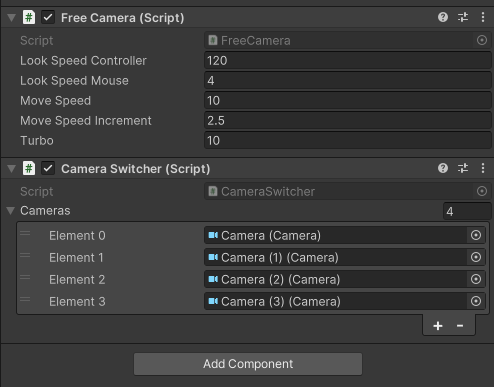 Free Camera (Script)
Script FreeCamera
Look Speed Controller 120
Look Speed Mouse 4
Move Speed 10
Move Speed Increment 2.5
Turbo 10
Camera Switcher (Script)
Script CameraSwitcher
Cameras 4
Element 0 Camera (Camera)
Element 1 Camera (1) (Camera)
Element 2 Camera (2) (Camera)
Element 3 Camera (3) (Camera)
+ -
Add Component